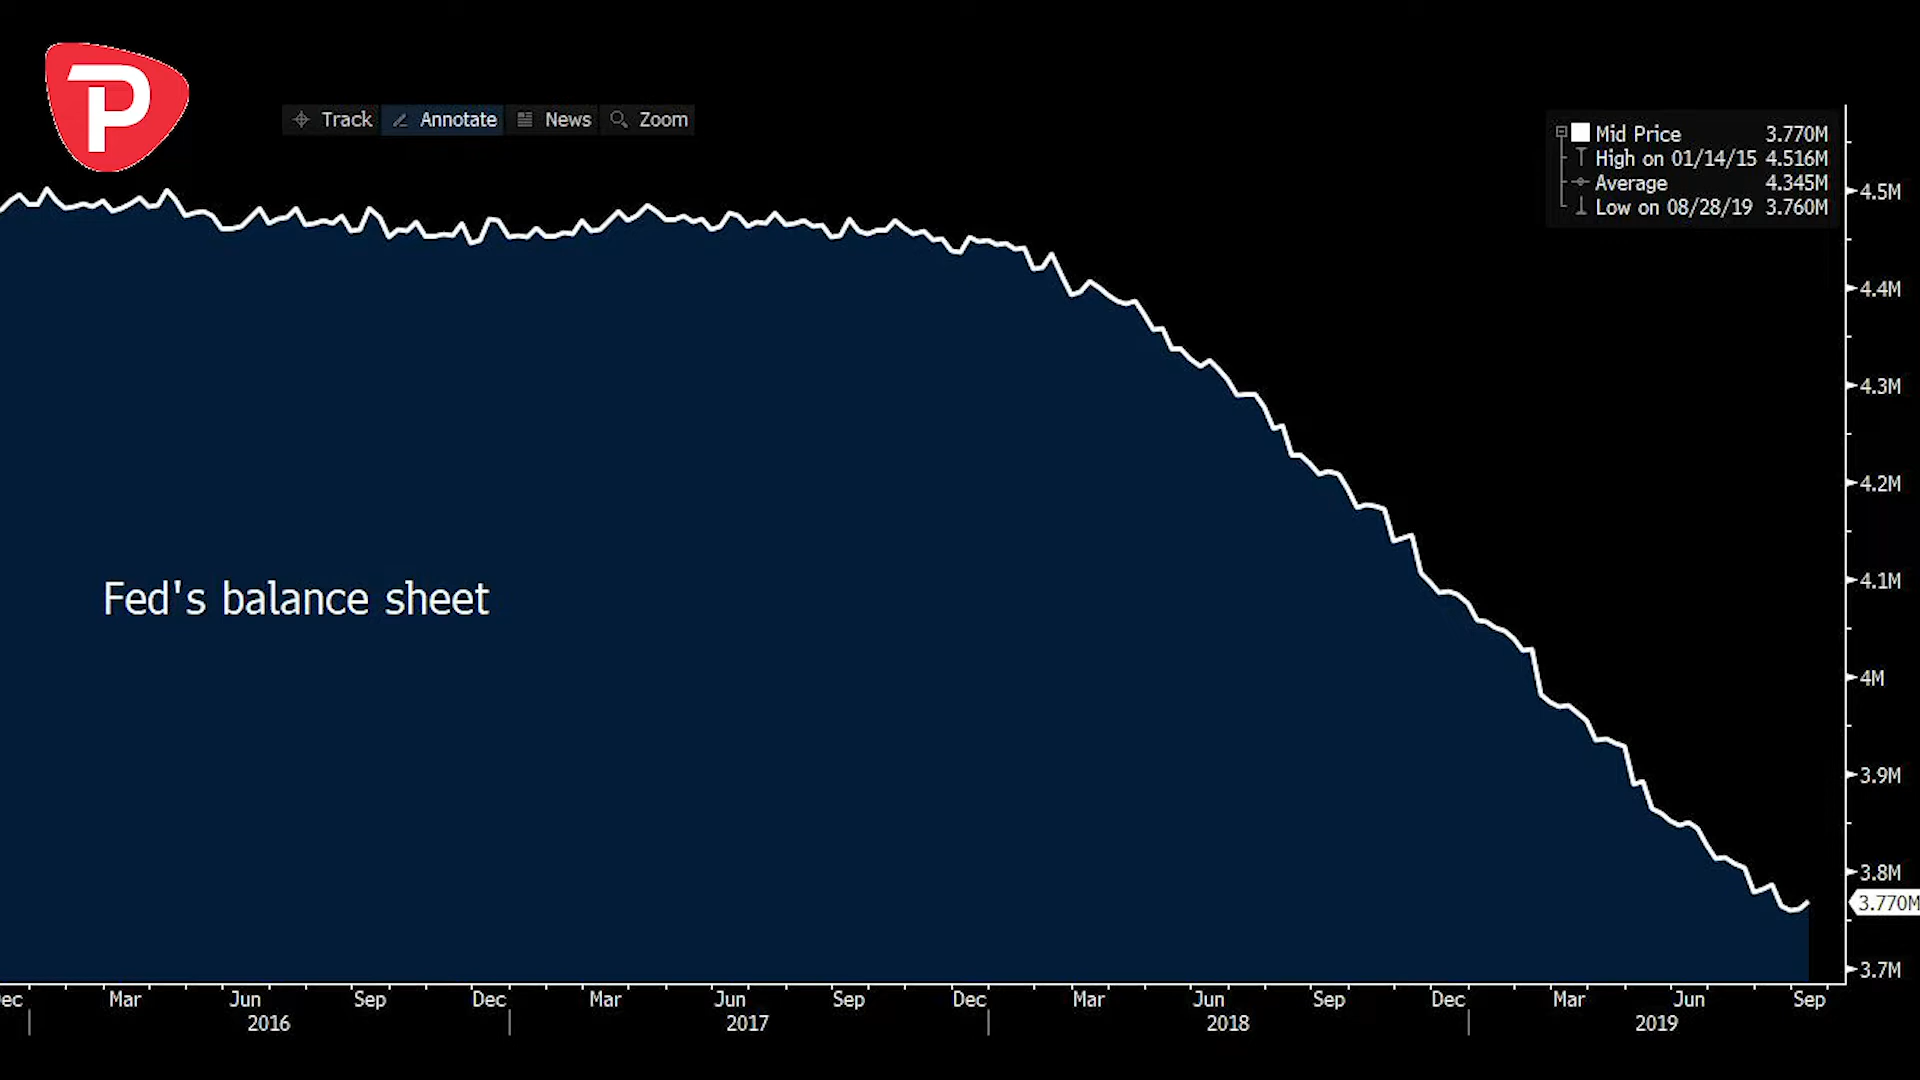 P
Track Annotate News Zoom
Mid Price 3.770M
High on 01/14/15 4.516M
Average 4.345M
Low on 08/28/19 3.760M
4.5M
4.4M
4.3M
4.2M
4.1M
4M
3.9M
3.8M
3.770M
3.7M
Fed's balance sheet
ec Mar Jun Sep Dec Mar Jun Sep Dec Mar Jun Sep Dec Mar Jun Sep
2016 2017 2018 2019